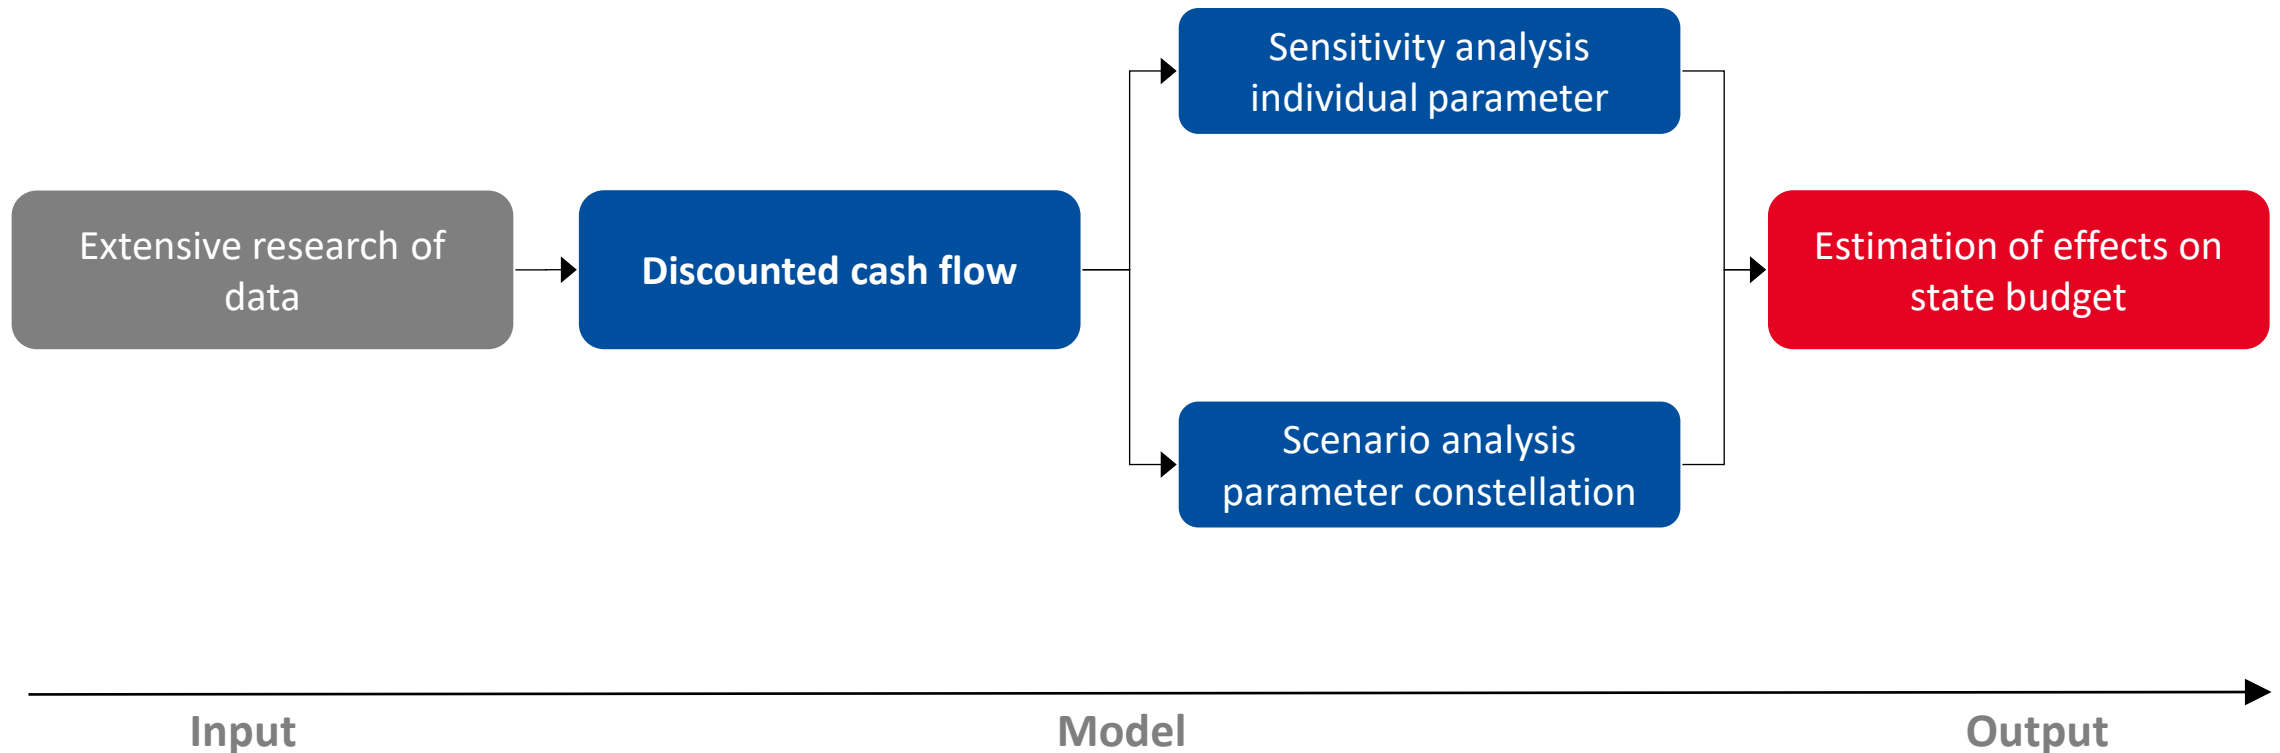 Sensitivity analysis
individual parameter
Extensive research of
data
Discounted cash flow
Estimation of effects on
state budget
Scenario analysis
parameter constellation
Input
Model
Output